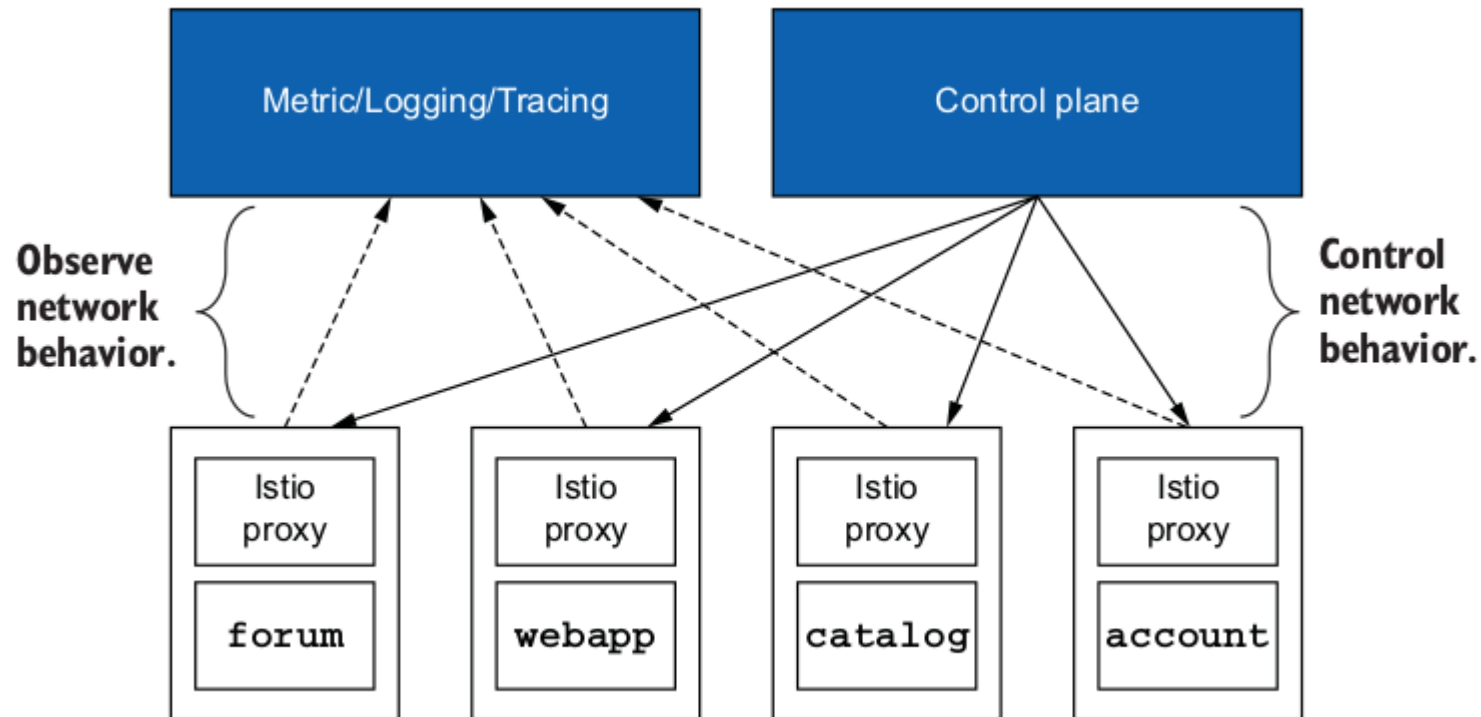 Metric/Logging/Tracing
Control plane
Observe
network
behavior.
Control
network
behavior.
Istio
proxy
forum
Istio
proxy
webapp
Istio
proxy
catalog
Istio
proxy
account